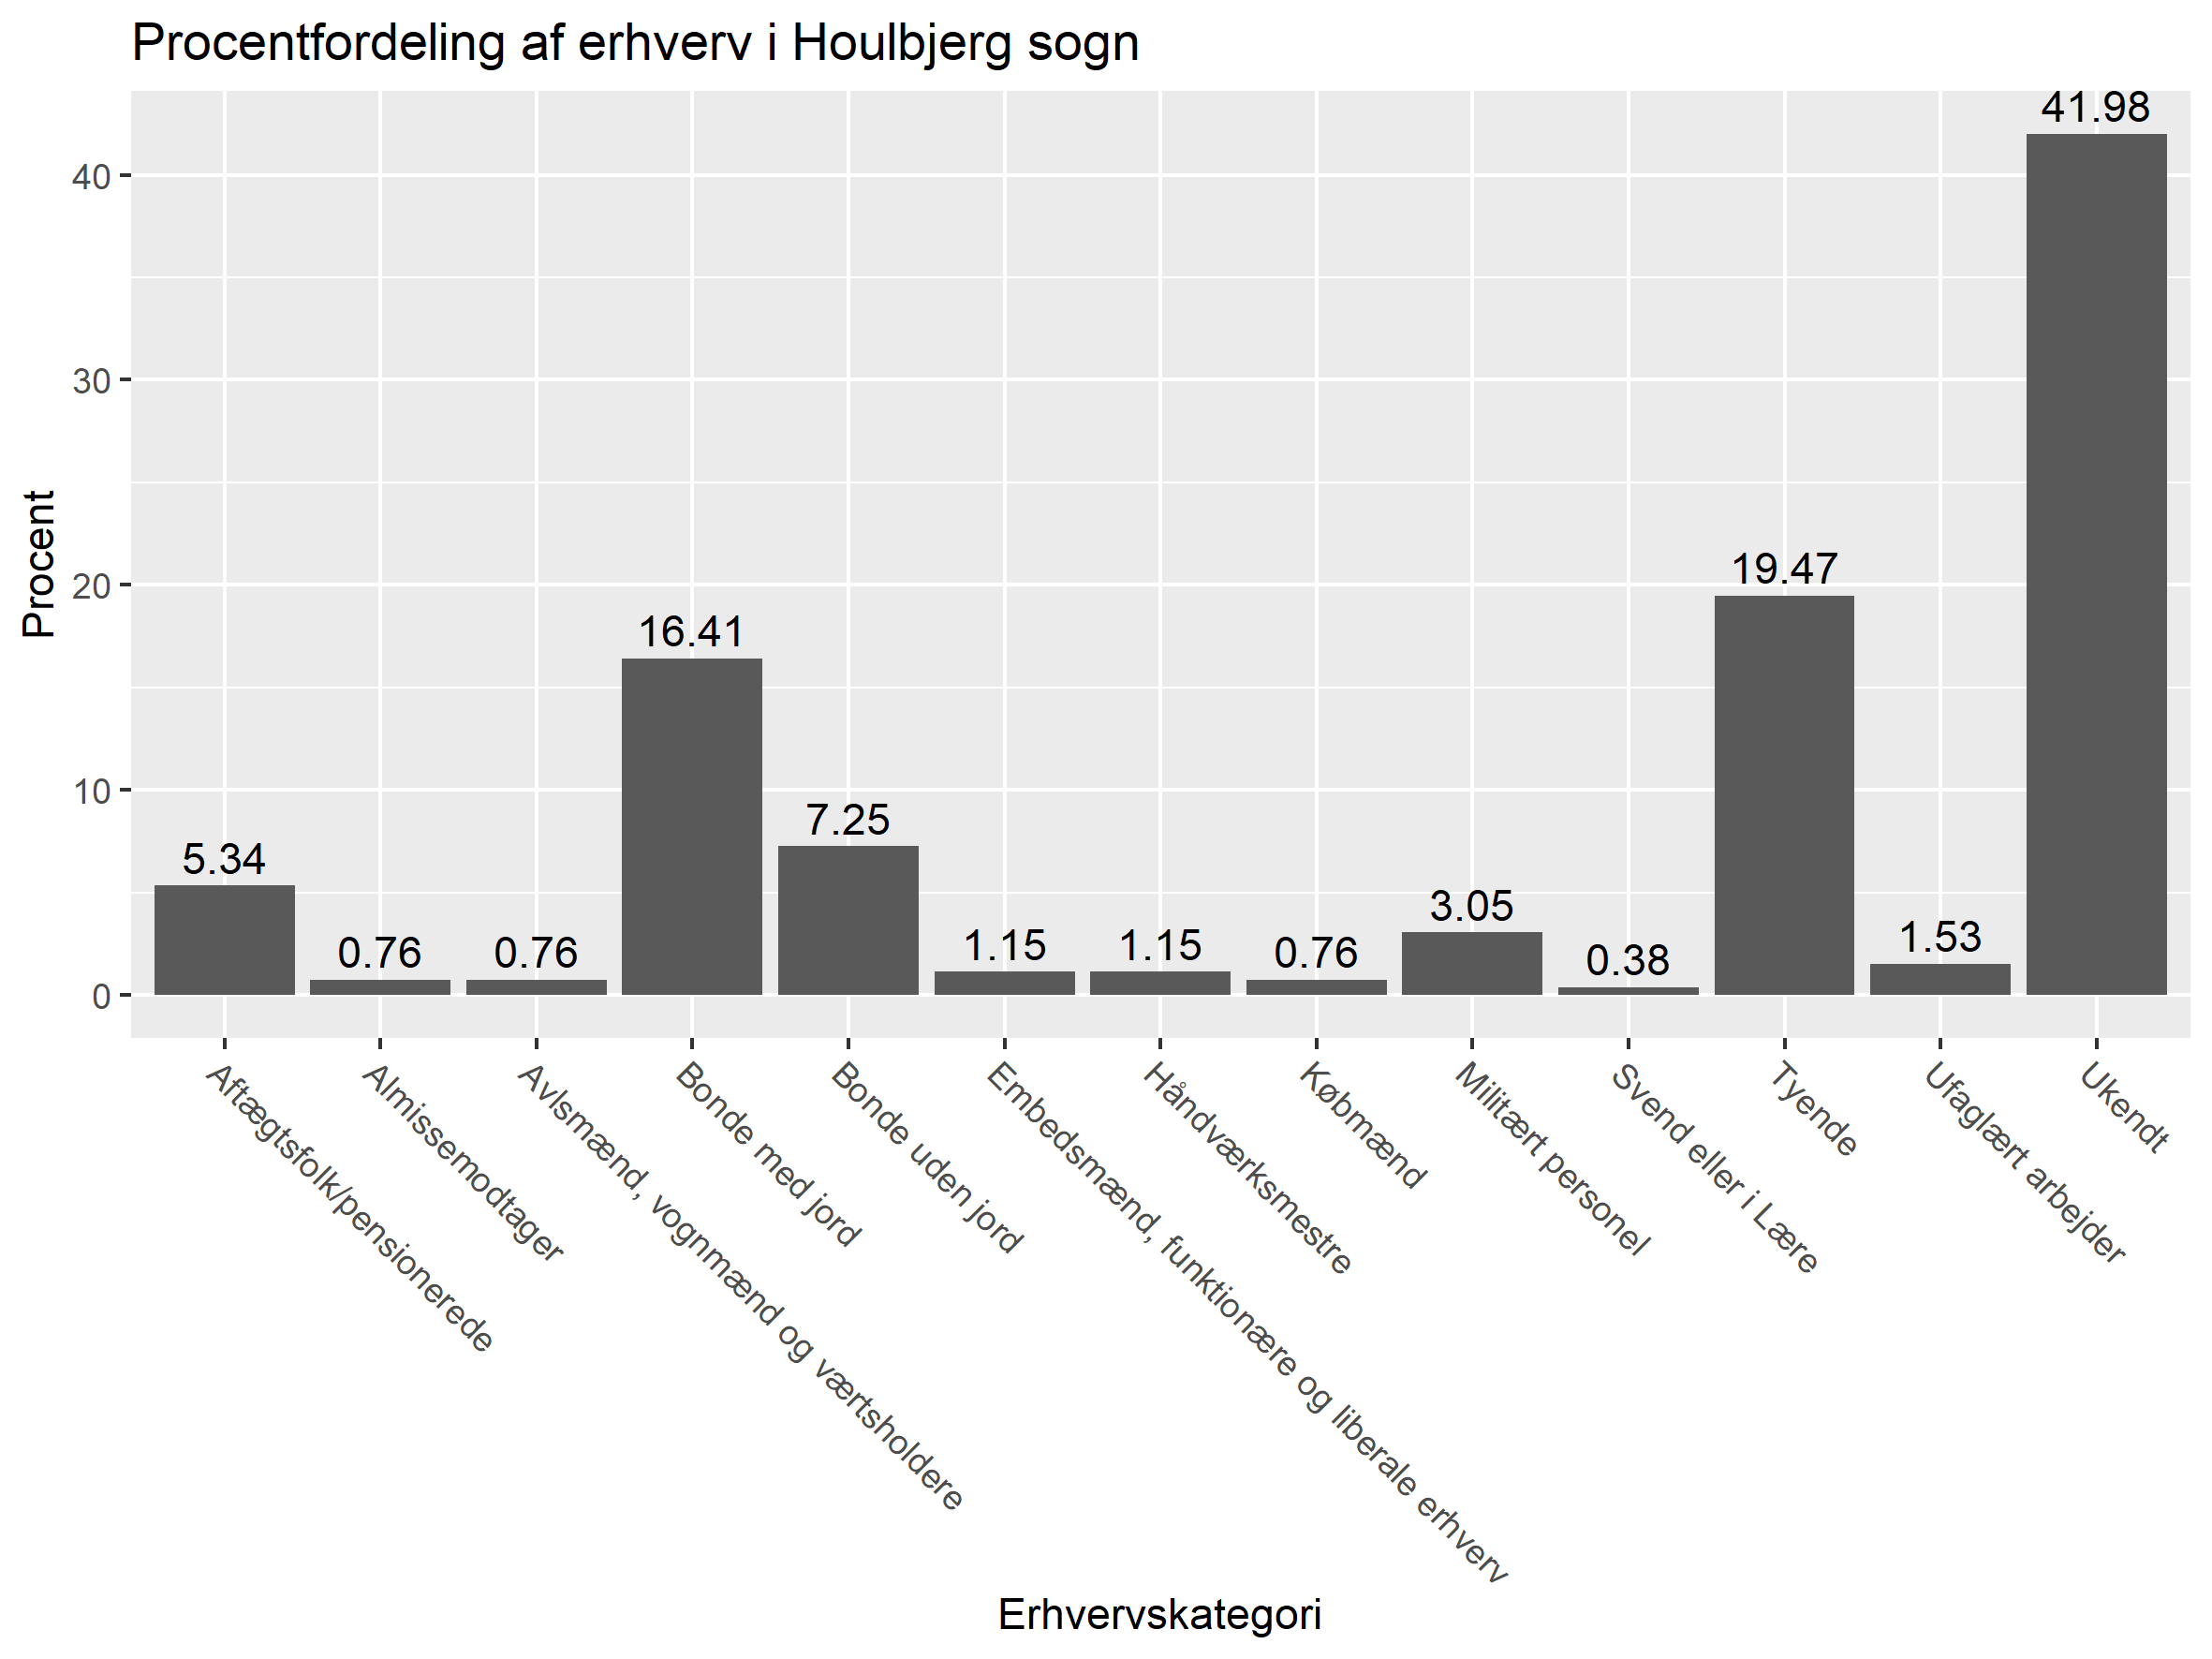 Procentfordeling af erhverv i Houlbjerg sogn
Procent
40
30
20
10
0
5.34
0.76
0.76
16.41
7.25
1.15
1.15
0.76
3.05
0.38
19.47
1.53
41.98
Aftægtsfolk/pensionerede
Almissemodtager
Avlsmænd, vognmænd og værtsholdere
Bonde med jord
Bonde uden jord
Embedsmænd, funktionære og liberale erhverv
Håndværksmestre
Købmænd
Militært personel
Svend eller i Lære
Tyende
Ufaglært arbejder
Ukendt
Erhvervskategori